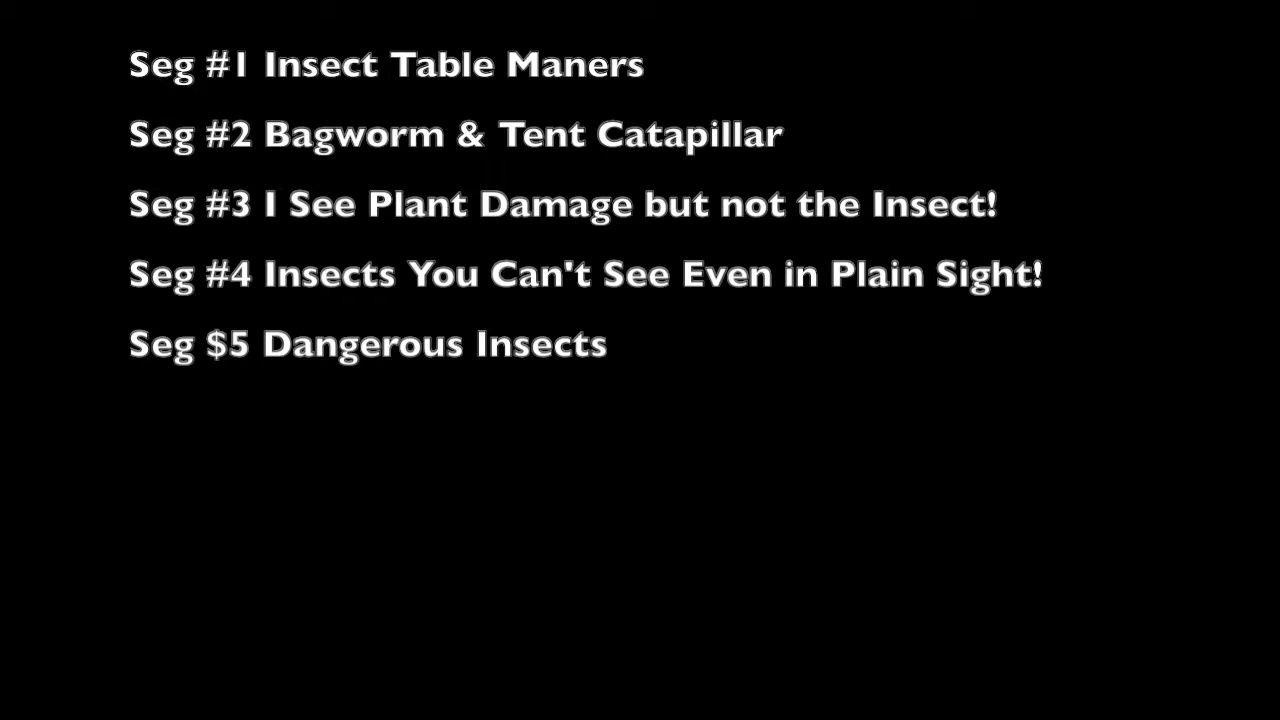 Seg #1 Insect Table Maners
Seg #2 Bagworm & Tent Catapillar
Seg #3 I See Plant Damage but not the Insect!
Seg #4 Insects You Can't See Even in Plain Sight!
Seg $5 Dangerous Insects